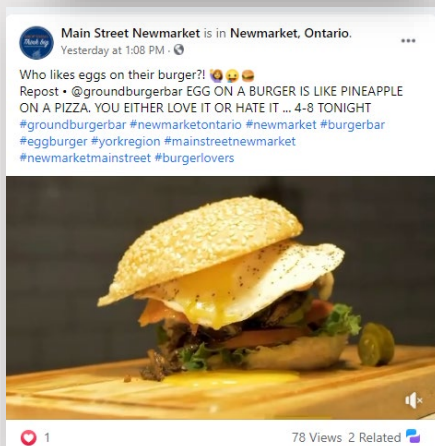 Main Street Newmarket is in Newmarket, Ontario.
Yesterday at 1:08 PM ·
Who likes eggs on their burger?! 🙋‍♀️😝🍔
Repost • @groundburgerbar EGG ON A BURGER IS LIKE PINEAPPLE
ON A PIZZA. YOU EITHER LOVE IT OR HATE IT ... 4-8 TONIGHT
#groundburgerbar #newmarketontario #newmarket #burgerbar
#eggburger #yorkregion #mainstreetnewmarket
#newmarketmainstreet #burgerlovers
1
78 Views 2 Related